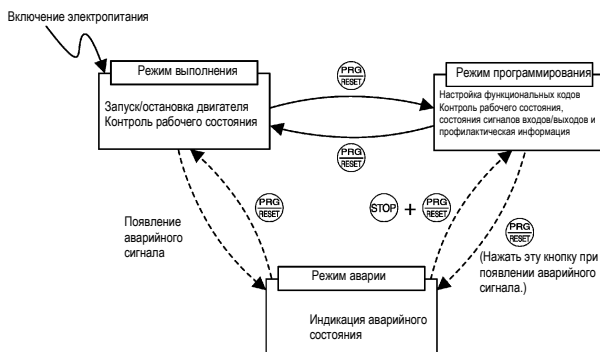 Включение электропитания
Режим выполнения
Запуск/остановка двигателя
Контроль рабочего состояния
PRG
RESET
PRG
RESET
Режим программирования
Настройка функциональных кодов
Контроль рабочего состояния,
состояния сигналов входов/выходов и
профилактическая информация
Появление
аварийного
сигнала
PRG
RESET
STOP + PRG
RESET
PRG
RESET
(Нажать эту кнопку при
появлении аварийного
сигнала.)
Режим аварии
Индикация аварийного
состояния